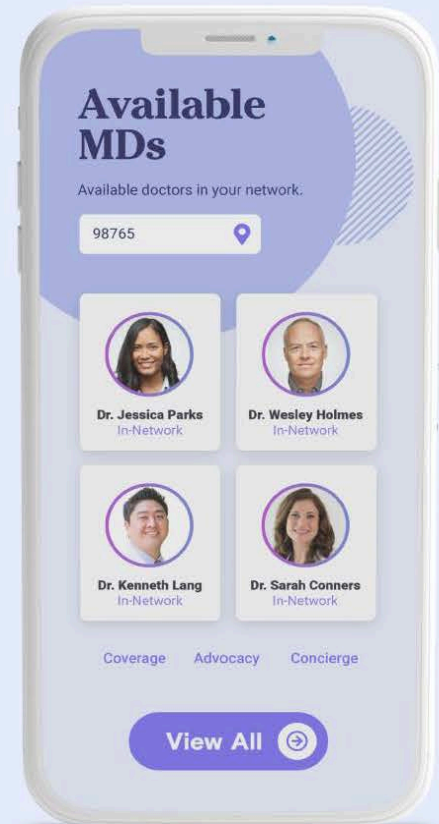 Available
MDs
Available doctors in your network.
98765
Dr. Jessica Parks
In-Network
Dr. Wesley Holmes
In-Network
Dr. Kenneth Lang
In-Network
Dr. Sarah Conners
In-Network
Coverage Advocacy Concierge
View All